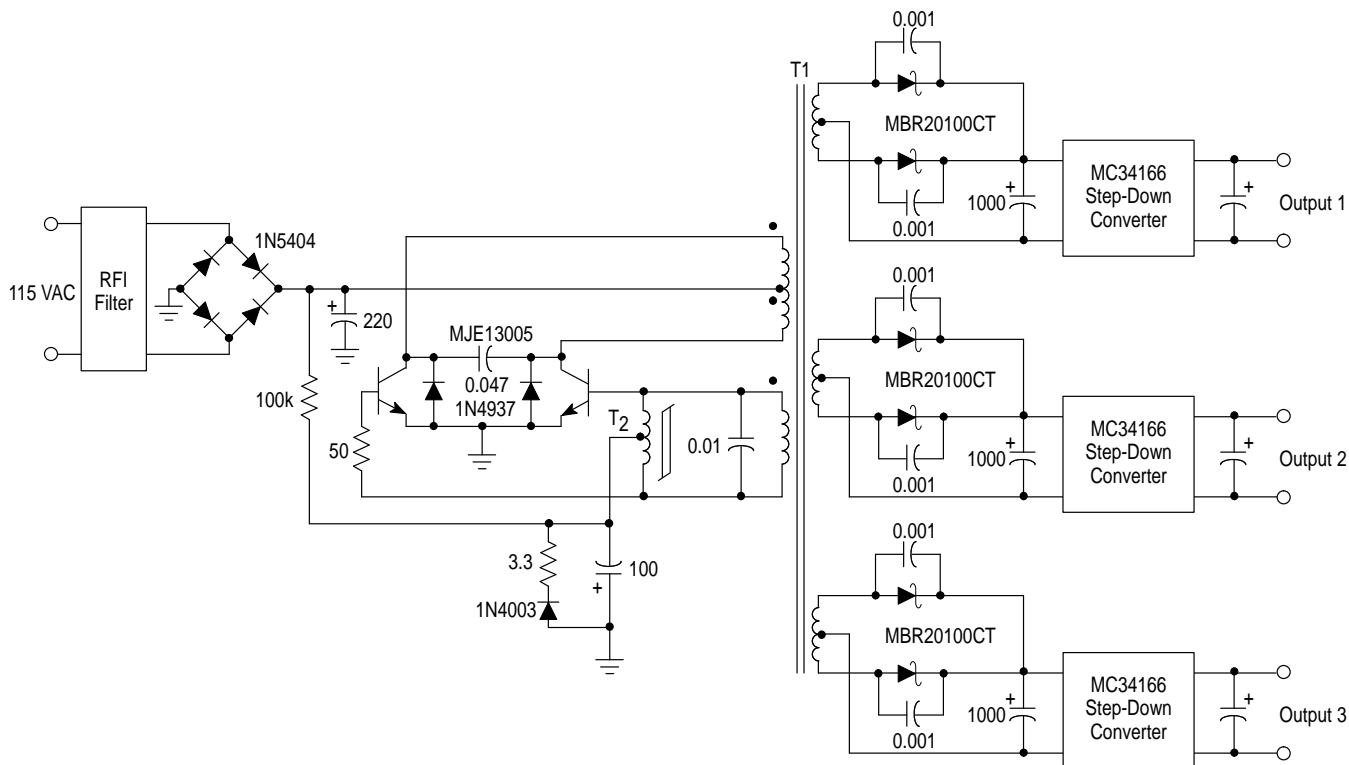 0.001
T1
MBR20100CT
0.001
1000
+
MC34166
Step-Down
Converter
+
Output 1
115 VAC
RFI
Filter
1N5404
+
220
100k
MJE13005
0.047
1N4937
50
T2
0.01
3.3
1N4003
100
+
0.001
MBR20100CT
0.001
1000
+
MC34166
Step-Down
Converter
+
Output 2
0.001
MBR20100CT
0.001
1000
+
MC34166
Step-Down
Converter
+
Output 3